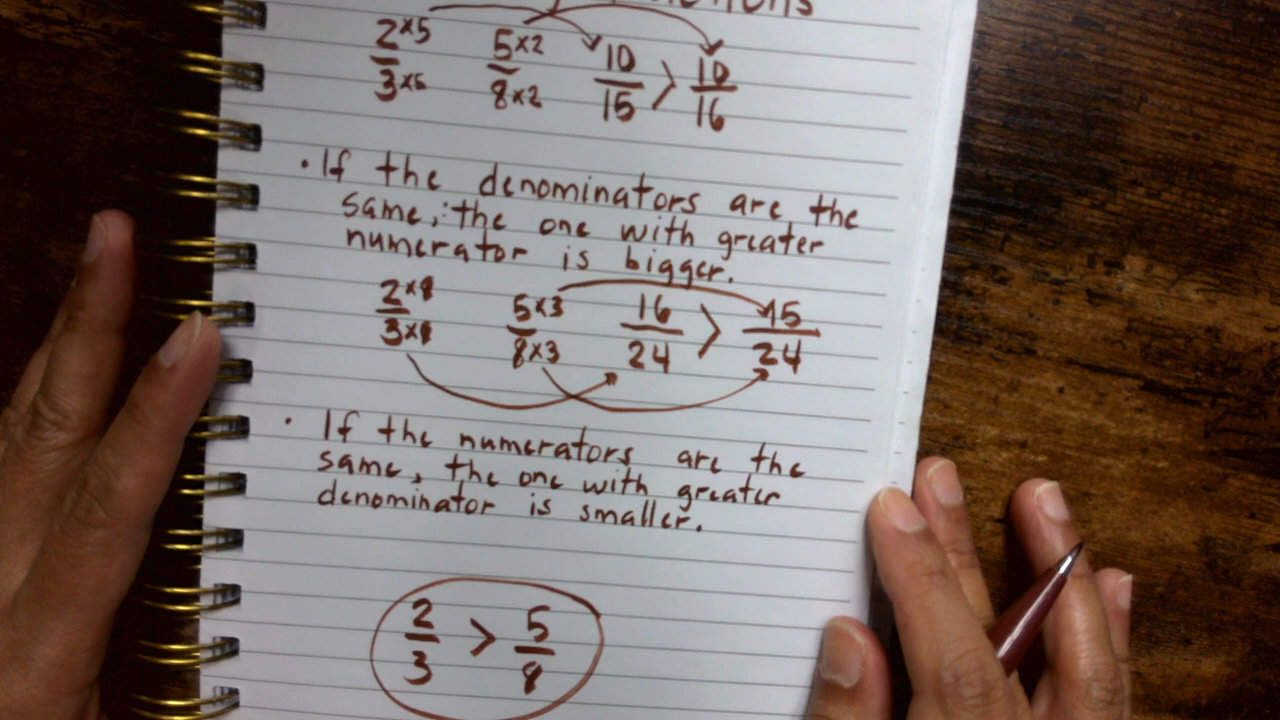 2×5 5×2 10 10
— — — > —
3×5 8×2 15 16
• If the denominators are the
same, the one with greater
numerator is bigger.
2×8 5×3 16 15
— — — > —
3×8 8×3 24 24
• If the numerators are the
same, the one with greater
denominator is smaller.
2 5
— > —
3 8